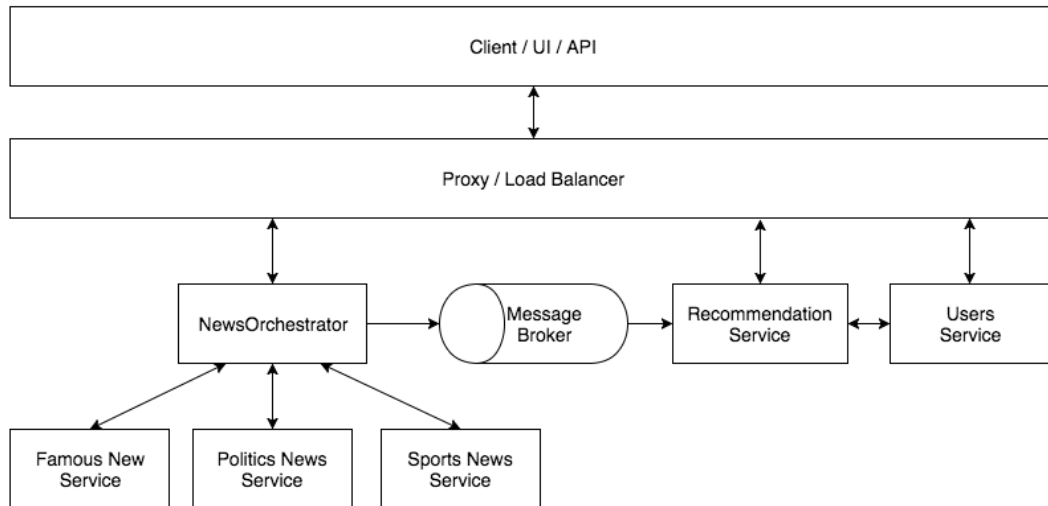 Client / UI / API
Proxy / Load Balancer
NewsOrchestrator
Message
Broker
Recommendation
Service
Users
Service
Famous New
Service
Politics News
Service
Sports News
Service